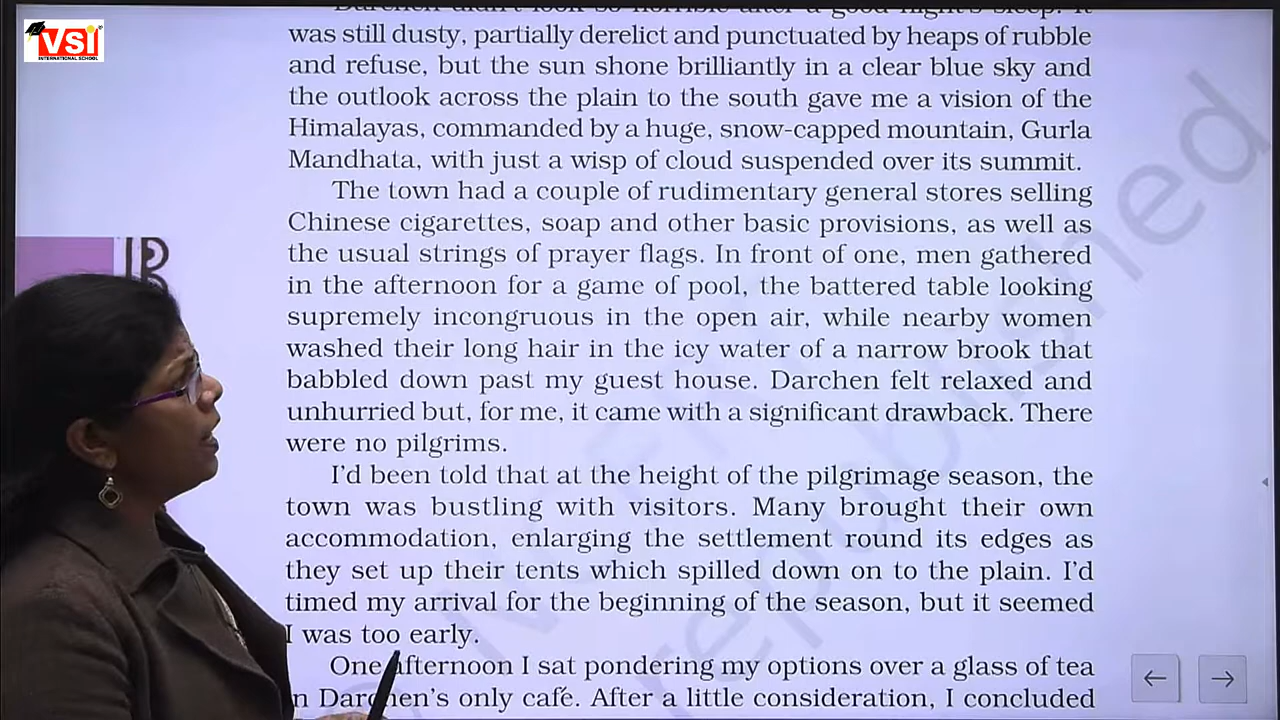 VSI
INTERNATIONAL SCHOOL
Darchen didn't look so horrible after a good night's sleep. It
was still dusty, partially derelict and punctuated by heaps of rubble
and refuse, but the sun shone brilliantly in a clear blue sky and
the outlook across the plain to the south gave me a vision of the
Himalayas, commanded by a huge, snow-capped mountain, Gurla
Mandhata, with just a wisp of cloud suspended over its summit.
The town had a couple of rudimentary general stores selling
Chinese cigarettes, soap and other basic provisions, as well as
the usual strings of prayer flags. In front of one, men gathered
in the afternoon for a game of pool, the battered table looking
supremely incongruous in the open air, while nearby women
washed their long hair in the icy water of a narrow brook that
babbled down past my guest house. Darchen felt relaxed and
unhurried but, for me, it came with a significant drawback. There
were no pilgrims.
I'd been told that at the height of the pilgrimage season, the
town was bustling with visitors. Many brought their own
accommodation, enlarging the settlement round its edges as
they set up their tents which spilled down on to the plain. I'd
timed my arrival for the beginning of the season, but it seemed
I was too early.
One afternoon I sat pondering my options over a glass of tea
in Darchen's only café. After a little consideration, I concluded